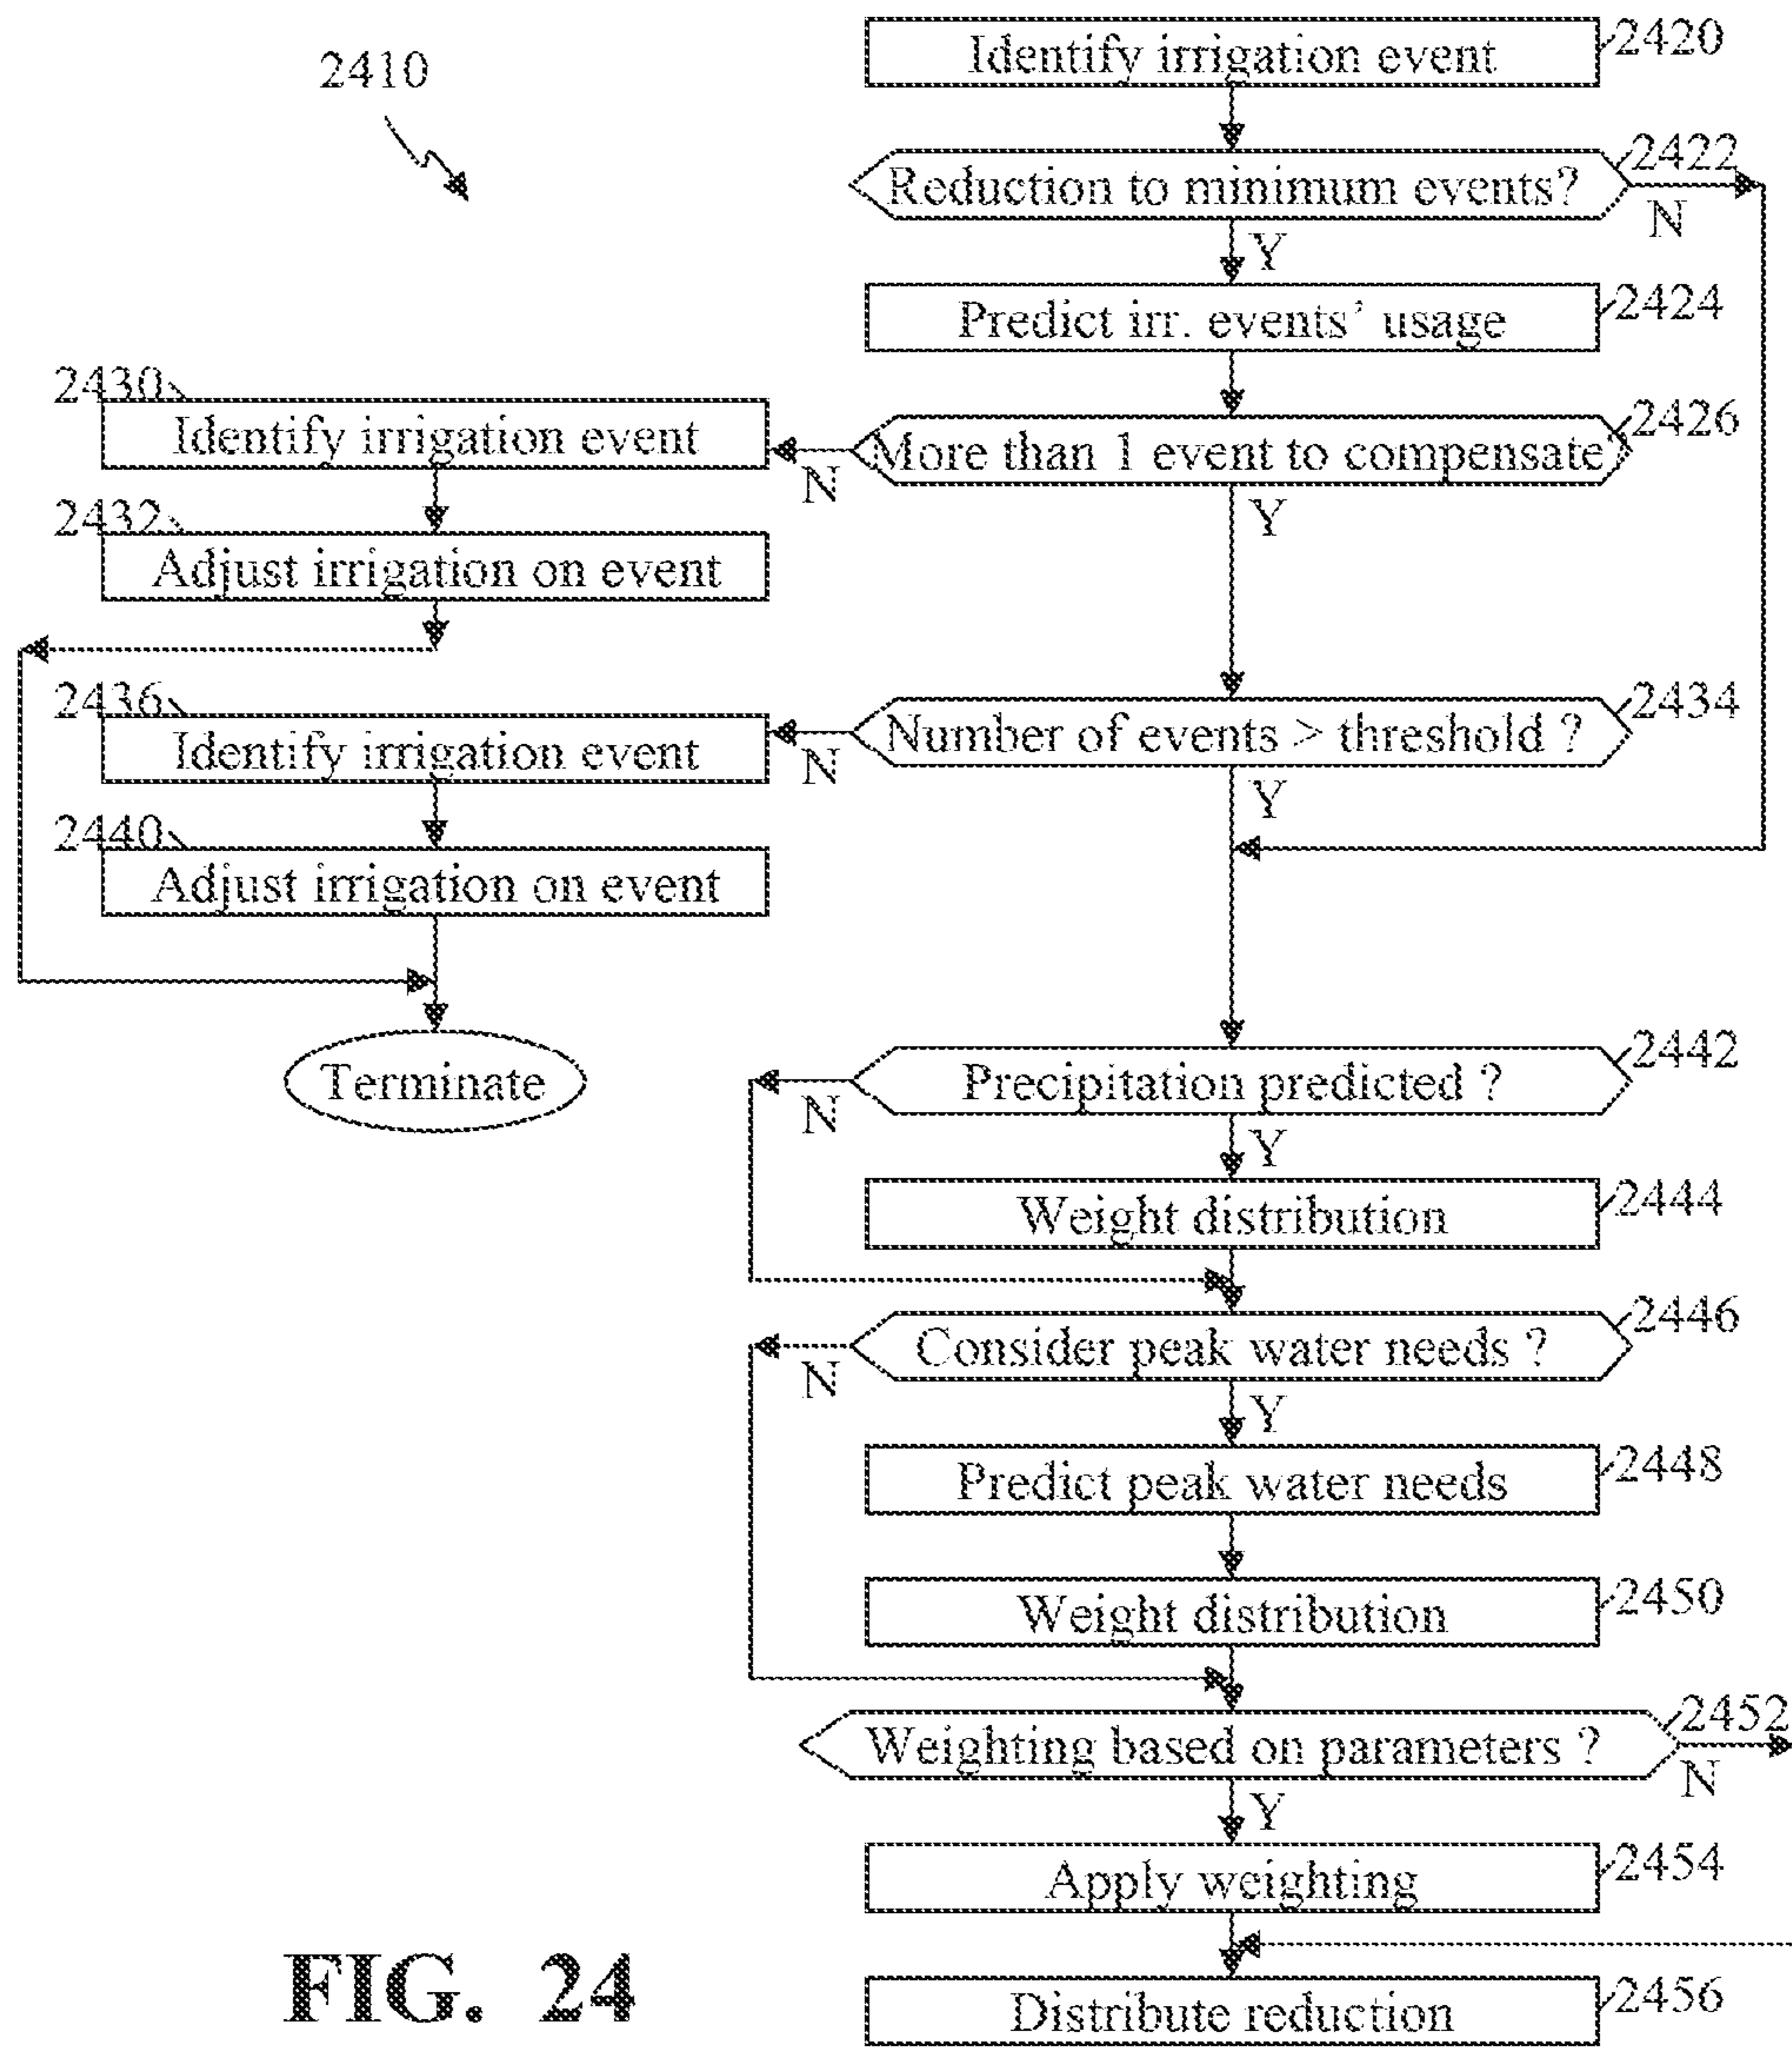 2410
Identify irrigation event
2420
Reduction to minimum events?
2422
N
Y
Predict irr. events' usage
2424
More than 1 event to compensate?
2426
N
Y
2430
Identify irrigation event
2432
Adjust irrigation on event
Number of events > threshold ?
2434
N
Y
2436
Identify irrigation event
2440
Adjust irrigation on event
Terminate
Precipitation predicted ?
2442
N
Y
Weight distribution
2444
Consider peak water needs ?
2446
N
Y
Predict peak water needs
2448
Weight distribution
2450
Weighting based on parameters ?
2452
N
Y
Apply weighting
2454
Distribute reduction
2456
FIG. 24